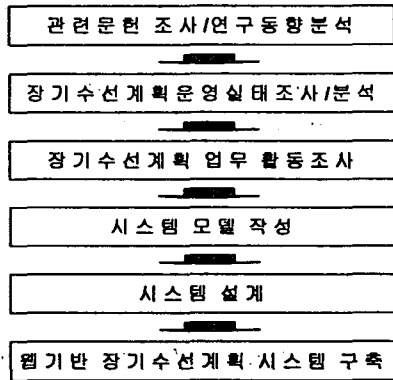 관련문헌 조사/연구동향분석
장기수선계획운영실태조사/분석
장기수선계획 업무 활동조사
시스템 모델 작성
시스템 설계
웹기반 장기수선계획 시스템 구축